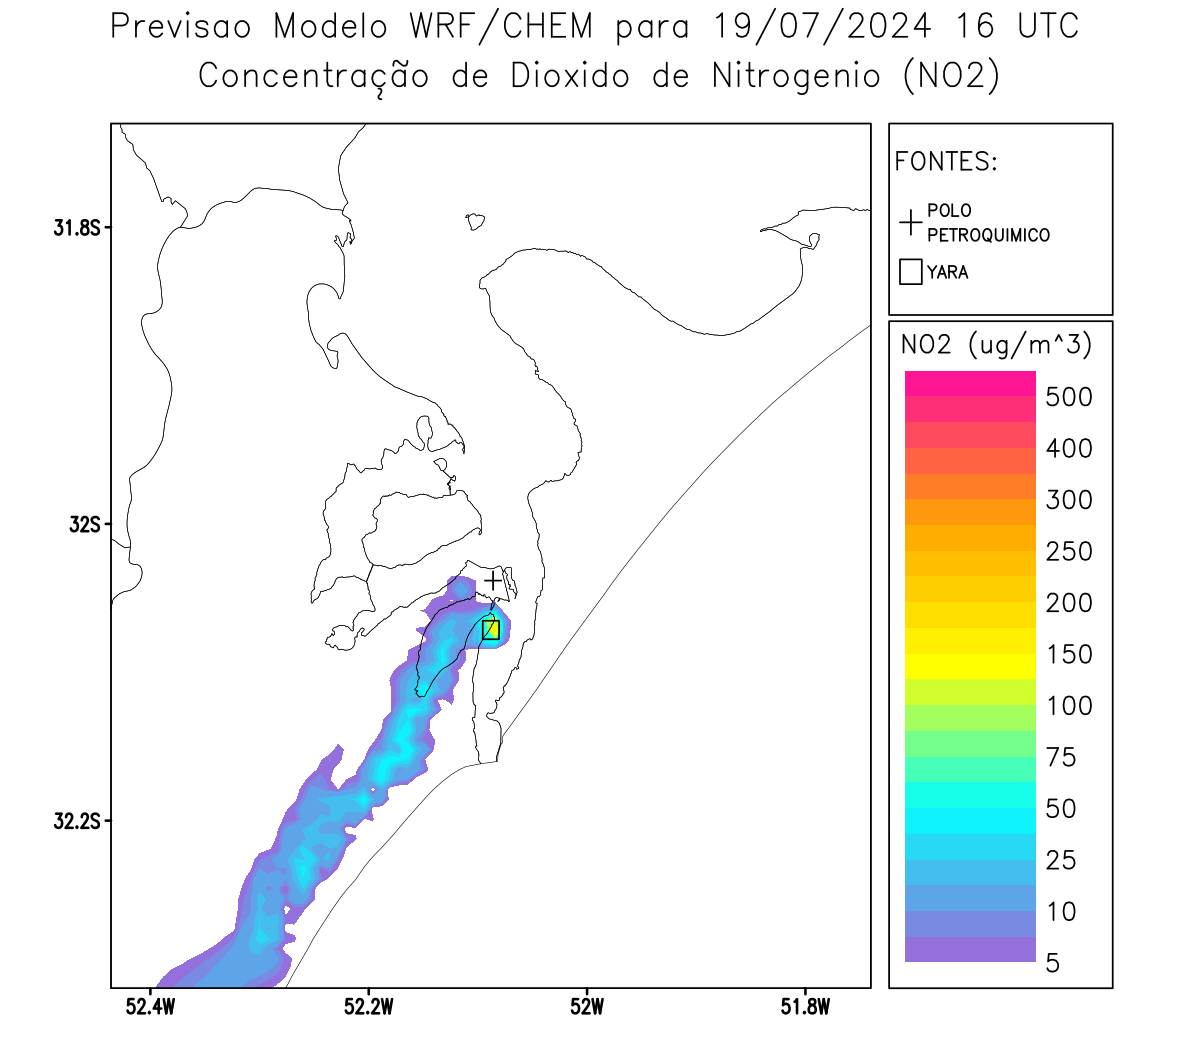 Previsao Modelo WRF/CHEM para 19/07/2024 16 UTC
Concentração de Dioxido de Nitrogenio (NO2)
FONTES:
POLO
PETROQUIMICO
YARA
NO2 (ug/m^3)
500
400
300
250
200
150
100
75
50
25
10
5
31.8S
32S
32.2S
52.4W
52.2W
52W
51.8W